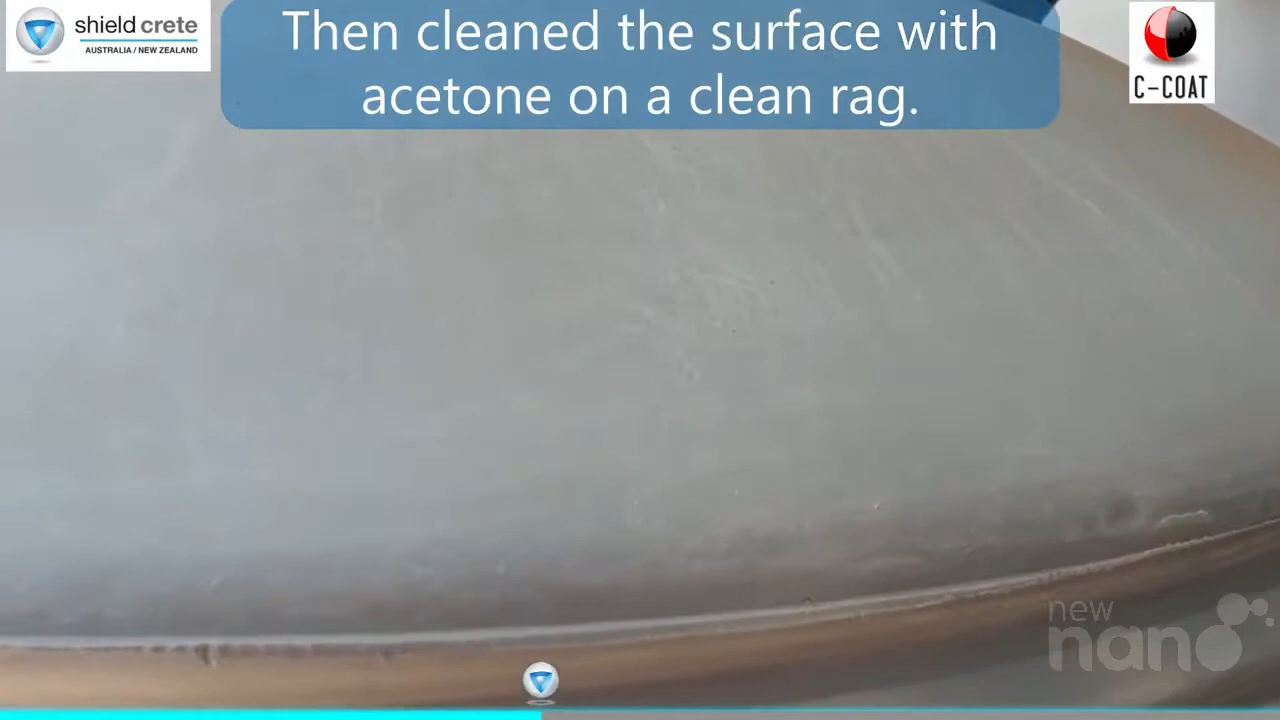 shield crete
AUSTRALIA / NEW ZEALAND
Then cleaned the surface with
acetone on a clean rag.
C-COAT
new
nano